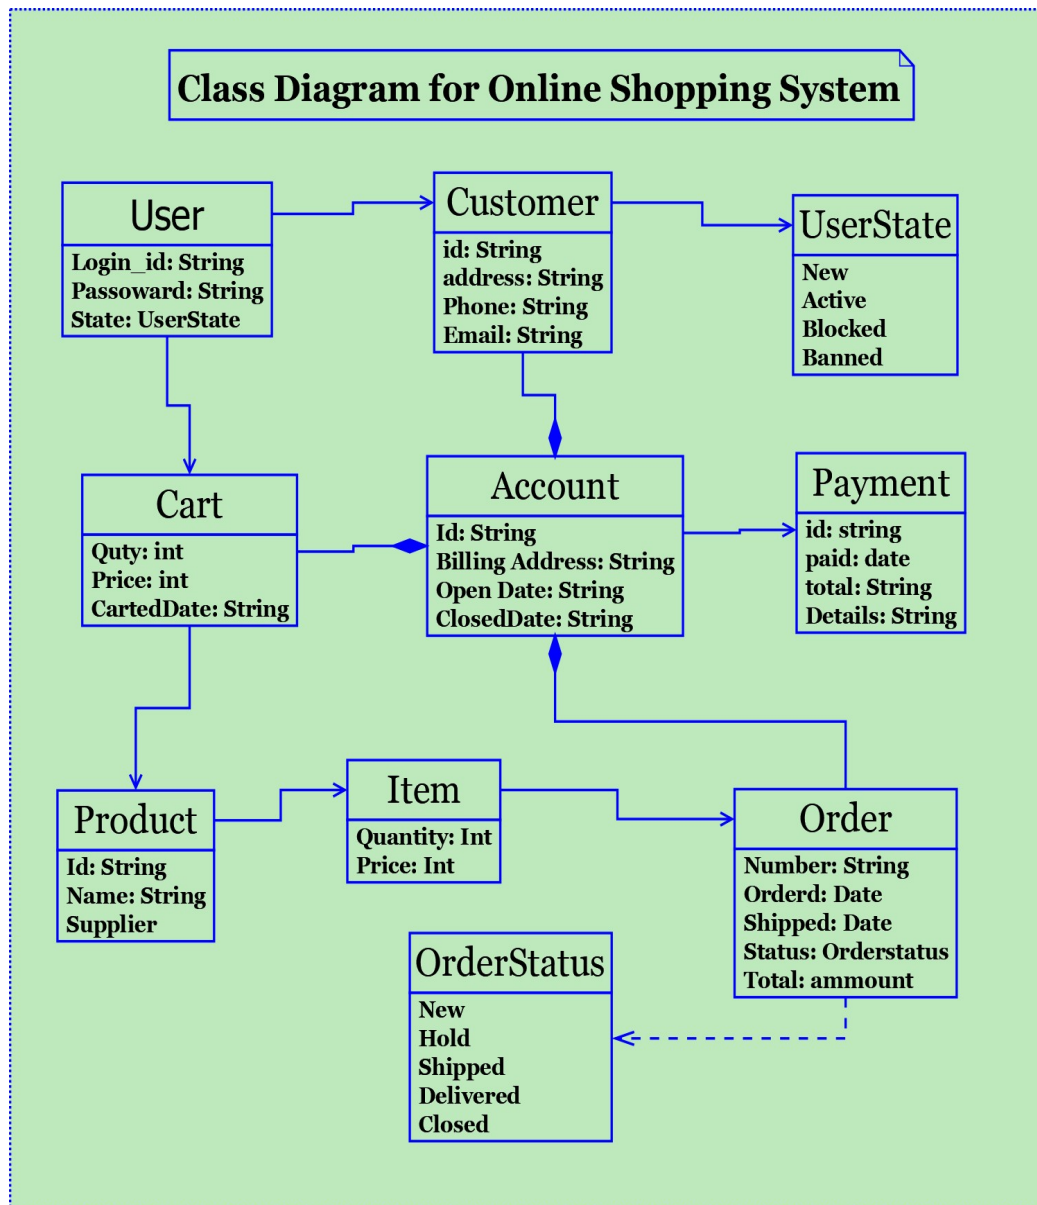 Class Diagram for Online Shopping System
User
Login_id: String
Passoward: String
State: UserState
Customer
id: String
address: String
Phone: String
Email: String
UserState
New
Active
Blocked
Banned
Cart
Quty: int
Price: int
CartedDate: String
Account
Id: String
Billing Address: String
Open Date: String
ClosedDate: String
Payment
id: string
paid: date
total: String
Details: String
Product
Id: String
Name: String
Supplier
Item
Quantity: Int
Price: Int
Order
Number: String
Orderd: Date
Shipped: Date
Status: Orderstatus
Total: ammount
OrderStatus
New
Hold
Shipped
Delivered
Closed